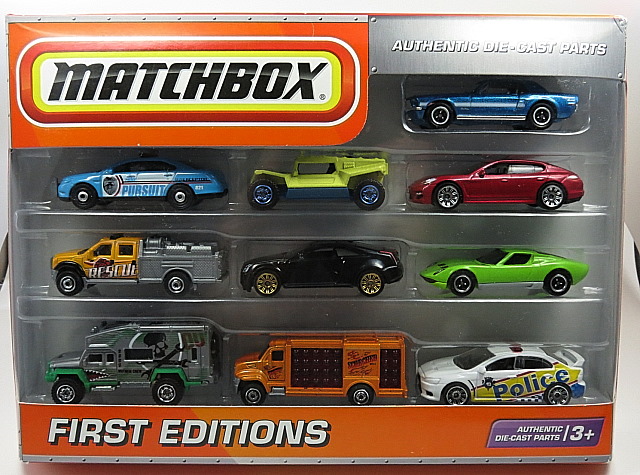 MATCHBOX®
AUTHENTIC DIE-CAST PARTS
PURSUIT
RESCUE
Police
FIRST EDITIONS
AUTHENTIC
DIE-CAST PARTS
3+